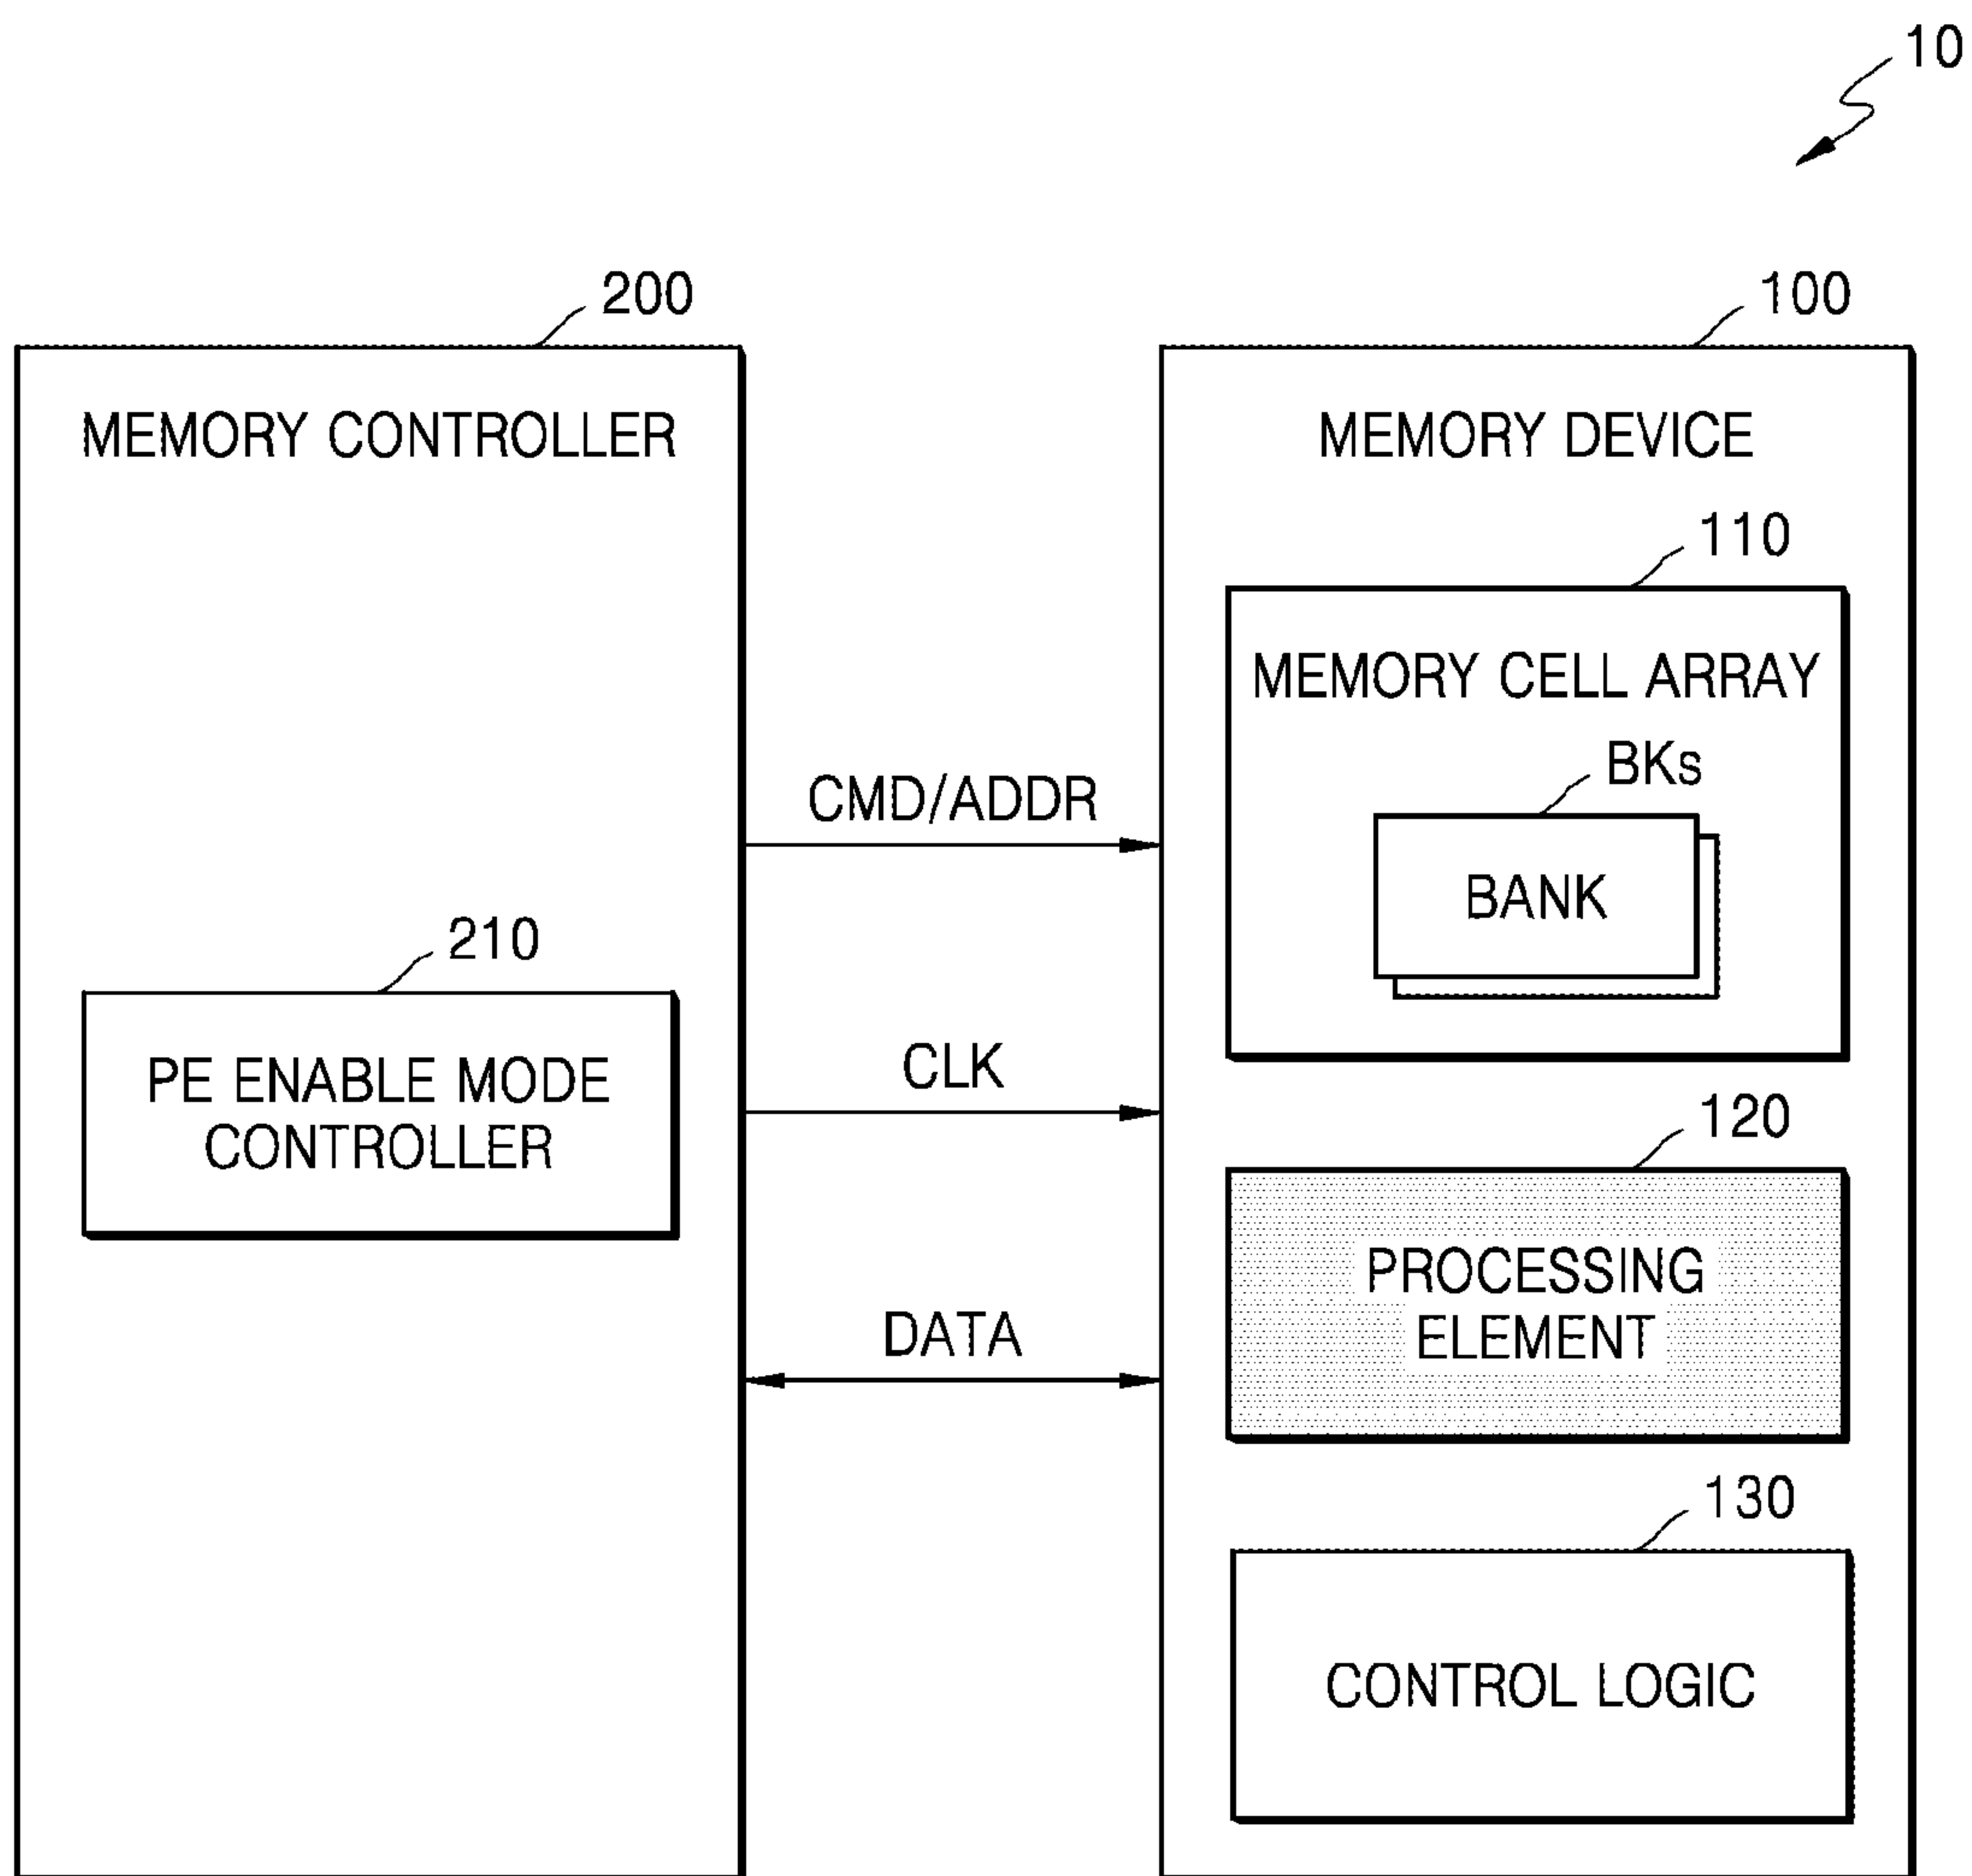 10
200
100
MEMORY CONTROLLER
MEMORY DEVICE
110
MEMORY CELL ARRAY
BKs
CMD/ADDR
BANK
210
PE ENABLE MODE
CONTROLLER
CLK
120
PROCESSING
ELEMENT
DATA
130
CONTROL LOGIC